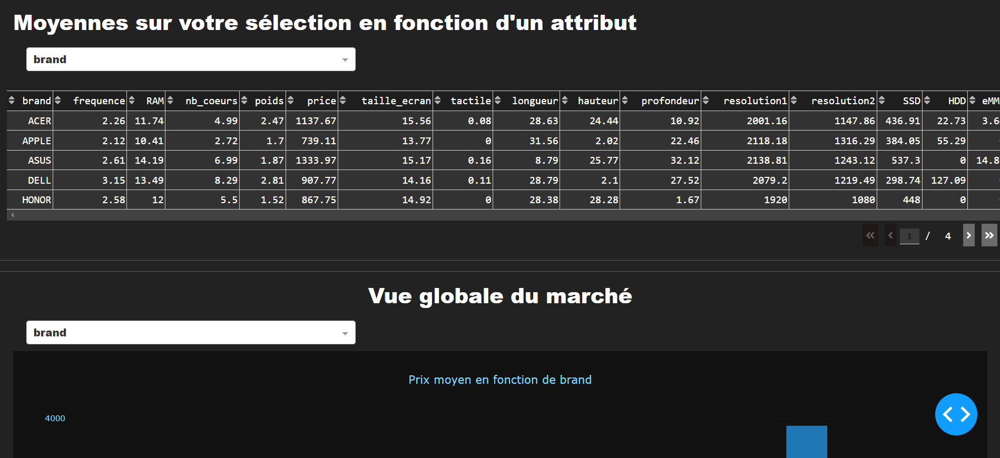 Moyennes sur votre sélection en fonction d'un attribut
brand
brand frequence RAM nb_coeurs poids price taille_ecran tactile longueur hauteur profondeur resolution1 resolution2 SSD HDD eMM
ACER 2.26 11.74 4.99 2.47 1137.67 15.56 0.08 28.63 24.44 10.92 2001.16 1147.86 436.91 22.73 3.6
APPLE 2.12 10.41 2.72 1.7 739.11 13.77 0 31.56 2.02 22.46 2118.18 1316.29 384.05 55.29
ASUS 2.61 14.19 6.99 1.87 1333.97 15.17 0.16 8.79 25.77 32.12 2138.81 1243.12 537.3 0 14.8
DELL 3.15 13.49 8.29 2.81 907.77 14.16 0.11 28.79 2.1 27.52 2079.2 1219.49 298.74 127.09
HONOR 2.58 12 5.5 1.52 867.75 14.92 0 28.38 28.28 1.67 1920 1080 448 0
1 / 4
Vue globale du marché
brand
Prix moyen en fonction de brand
4000